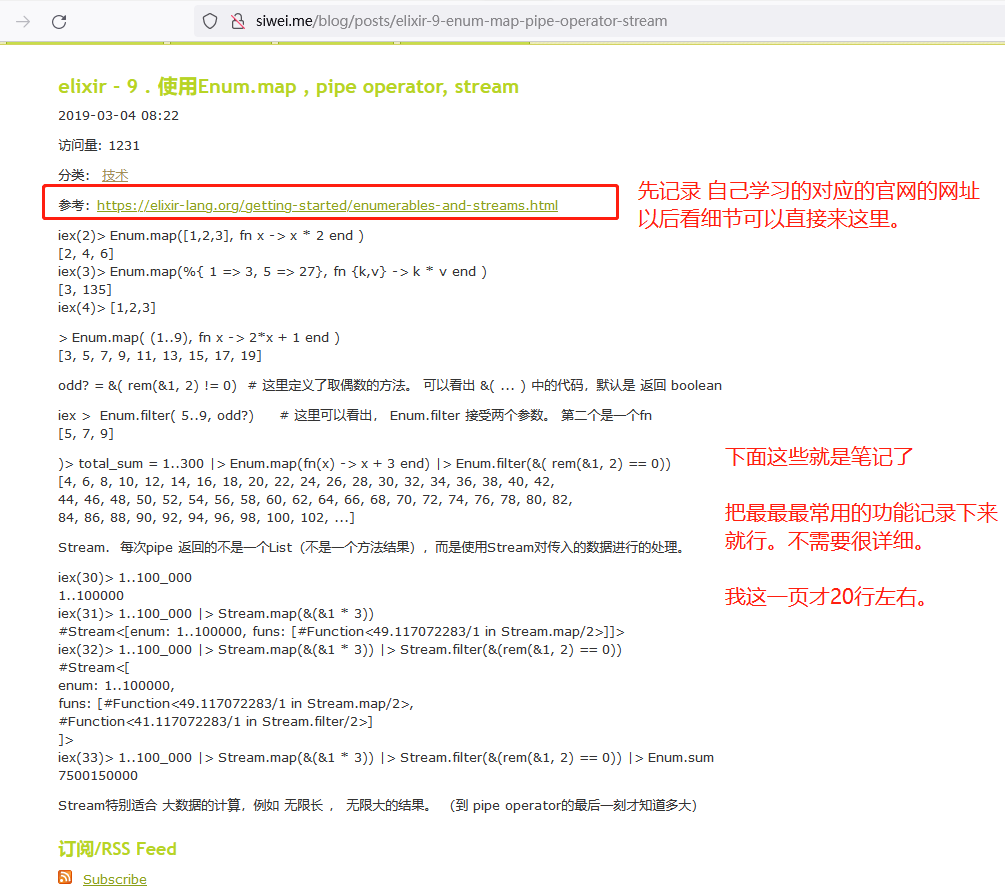 siwei.me/blog/posts/elixir-9-enum-map-pipe-operator-stream
elixir - 9 . 使用Enum.map , pipe operator, stream
2019-03-04 08:22
访问量: 1231
分类: 技术
参考: https://elixir-lang.org/getting-started/enumerables-and-streams.html
先记录 自己学习的对应的官网的网址
以后看细节可以直接来这里。
iex(2)> Enum.map([1,2,3], fn x -> x * 2 end )
[2, 4, 6]
iex(3)> Enum.map(%{ 1 => 3, 5 => 27}, fn {k,v} -> k * v end )
[3, 135]
iex(4)> [1,2,3]
> Enum.map( (1..9), fn x -> 2*x + 1 end )
[3, 5, 7, 9, 11, 13, 15, 17, 19]
odd? = &( rem(&1, 2) != 0) # 这里定义了取偶数的方法。 可以看出 &( ... ) 中的代码，默认是 返回 boolean
iex > Enum.filter( 5..9, odd?) # 这里可以看出， Enum.filter 接受两个参数。 第二个是一个fn
[5, 7, 9]
)> total_sum = 1..300 |> Enum.map(fn(x) -> x + 3 end) |> Enum.filter(&( rem(&1, 2) == 0))
[4, 6, 8, 10, 12, 14, 16, 18, 20, 22, 24, 26, 28, 30, 32, 34, 36, 38, 40, 42,
44, 46, 48, 50, 52, 54, 56, 58, 60, 62, 64, 66, 68, 70, 72, 74, 76, 78, 80, 82,
84, 86, 88, 90, 92, 94, 96, 98, 100, 102, ...]
下面这些就是笔记了
把最最最常用的功能记录下来
就行。不需要很详细。
我这一页才20行左右。
Stream. 每次pipe 返回的不是一个List（不是一个方法结果），而是使用Stream对传入的数据进行的处理。
iex(30)> 1..100_000
1..100000
iex(31)> 1..100_000 |> Stream.map(&(&1 * 3))
#Stream<[enum: 1..100000, funs: [#Function<49.117072283/1 in Stream.map/2>]]>
iex(32)> 1..100_000 |> Stream.map(&(&1 * 3)) |> Stream.filter(&(rem(&1, 2) == 0))
#Stream<[
enum: 1..100000,
funs: [#Function<49.117072283/1 in Stream.map/2>,
#Function<41.117072283/1 in Stream.filter/2>]
]>
iex(33)> 1..100_000 |> Stream.map(&(&1 * 3)) |> Stream.filter(&(rem(&1, 2) == 0)) |> Enum.sum
7500150000
Stream特别适合 大数据的计算，例如 无限长 ， 无限大的结果。 （到 pipe operator的最后一刻才知道多大）
订阅/RSS Feed
Subscribe